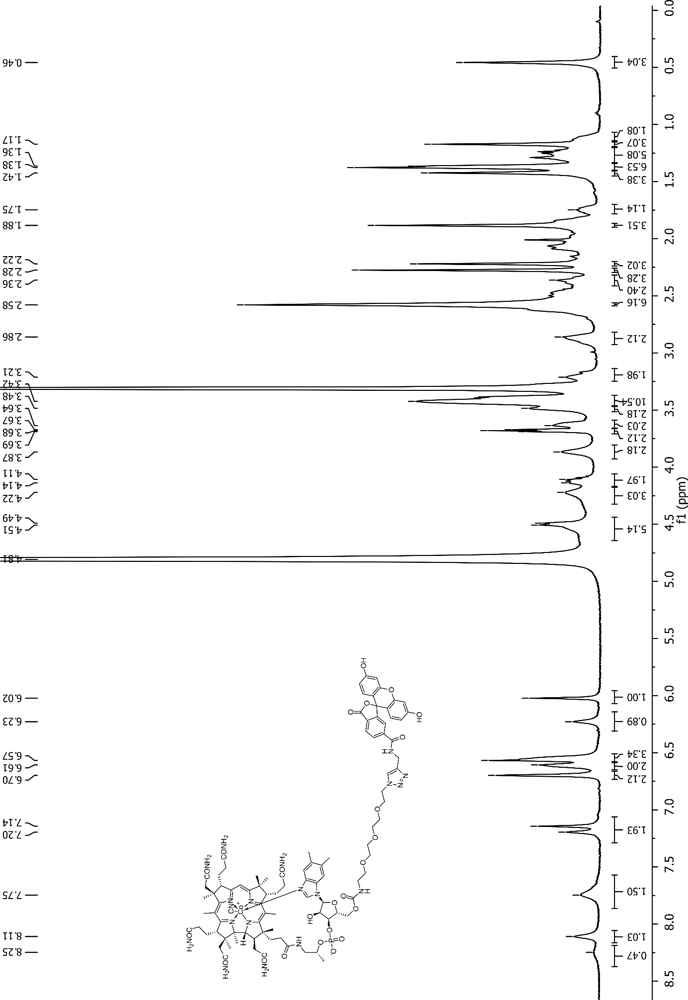 8.25
8.11
7.75
7.20
7.14
6.70
6.61
6.57
6.23
6.02
4.81
4.51
4.49
4.22
4.14
4.11
3.87
3.69
3.68
3.67
3.64
3.48
3.42
3.21
2.86
2.58
2.36
2.28
2.22
1.88
1.75
1.42
1.38
1.36
1.17
0.46
H2NOC
CONH2
CONH2
H2NOC
CN
N
N
Co
+
N
N
H
H2NOC
CONH2
O
NH
N
N
O
P
O
O-
O
HO
O
O
O
N
H
O
O
O
N
N
N
H
N
O
O
O
O
HO
OH
0.47
1.03
1.50
1.93
2.12
2.00
3.34
0.89
1.00
5.14
3.03
1.97
2.18
2.12
2.03
2.18
10.54
1.98
2.12
6.16
2.40
3.28
3.02
3.51
1.14
3.38
6.53
5.08
3.07
1.08
3.04
8.5
8.0
7.5
7.0
6.5
6.0
5.5
5.0
4.5
4.0
3.5
3.0
2.5
2.0
1.5
1.0
0.5
0.0
f1 (ppm)